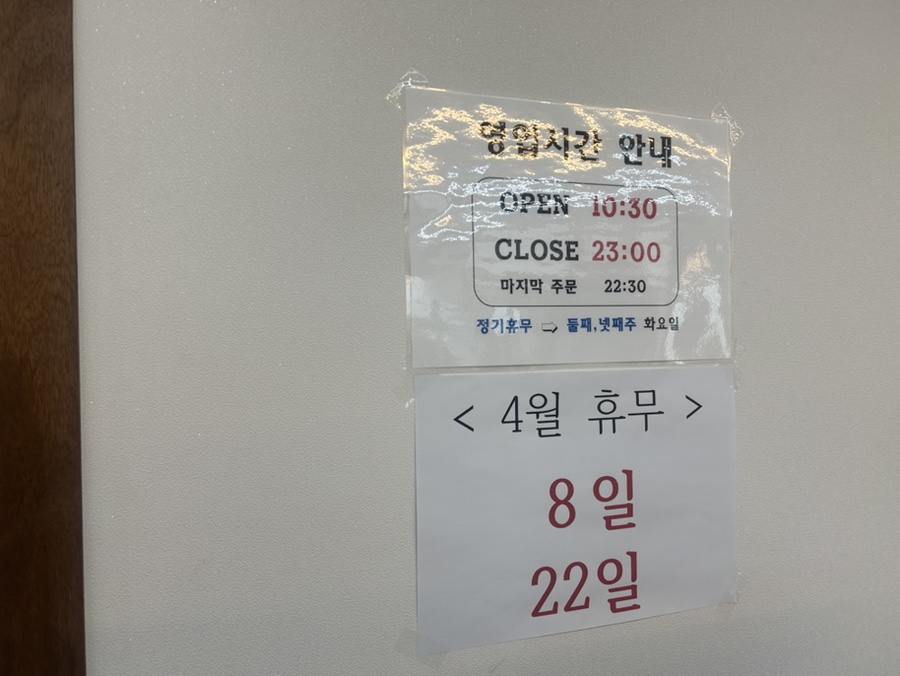 영업시간 안내
OPEN 10:30
CLOSE 23:00
마지막 주문 22:30
정기휴무 ⇨ 둘째,넷째주 화요일
< 4월 휴무 >
8일
22일